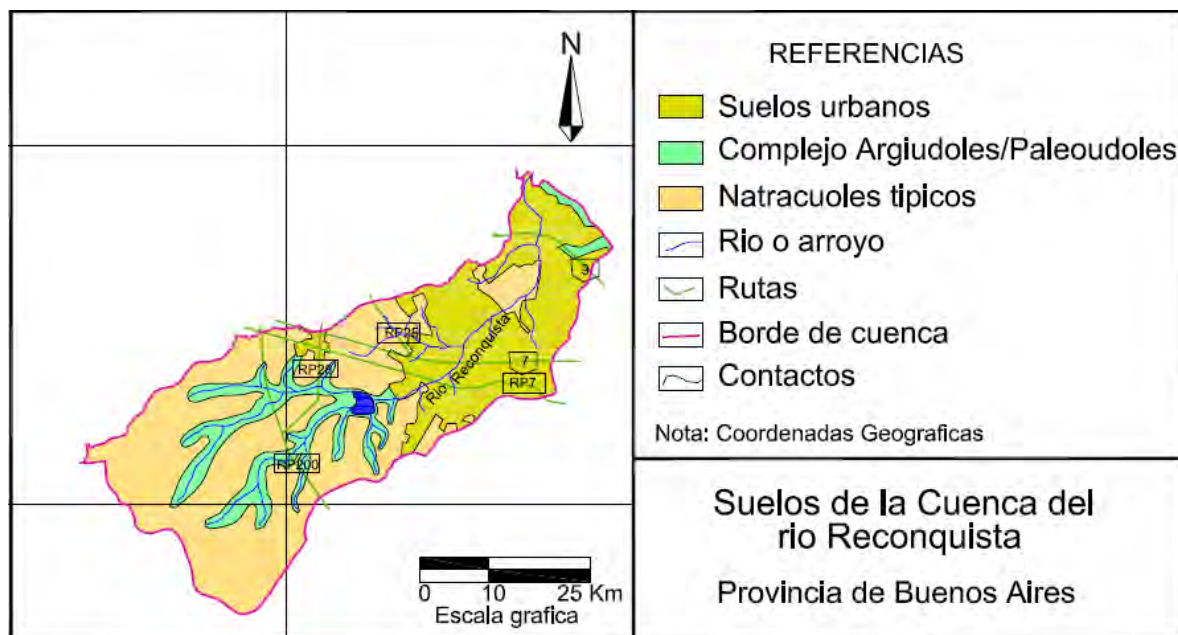 N
3
RP25
Rio Reconquista
7
RP26
RP7
RP200
0 10 25 Km
Escala grafica
REFERENCIAS
Suelos urbanos
Complejo Argiudoles/Paleoudoles
Natracuoles tipicos
Rio o arroyo
Rutas
Borde de cuenca
Contactos
Nota: Coordenadas Geograficas
Suelos de la Cuenca del
rio Reconquista
Provincia de Buenos Aires